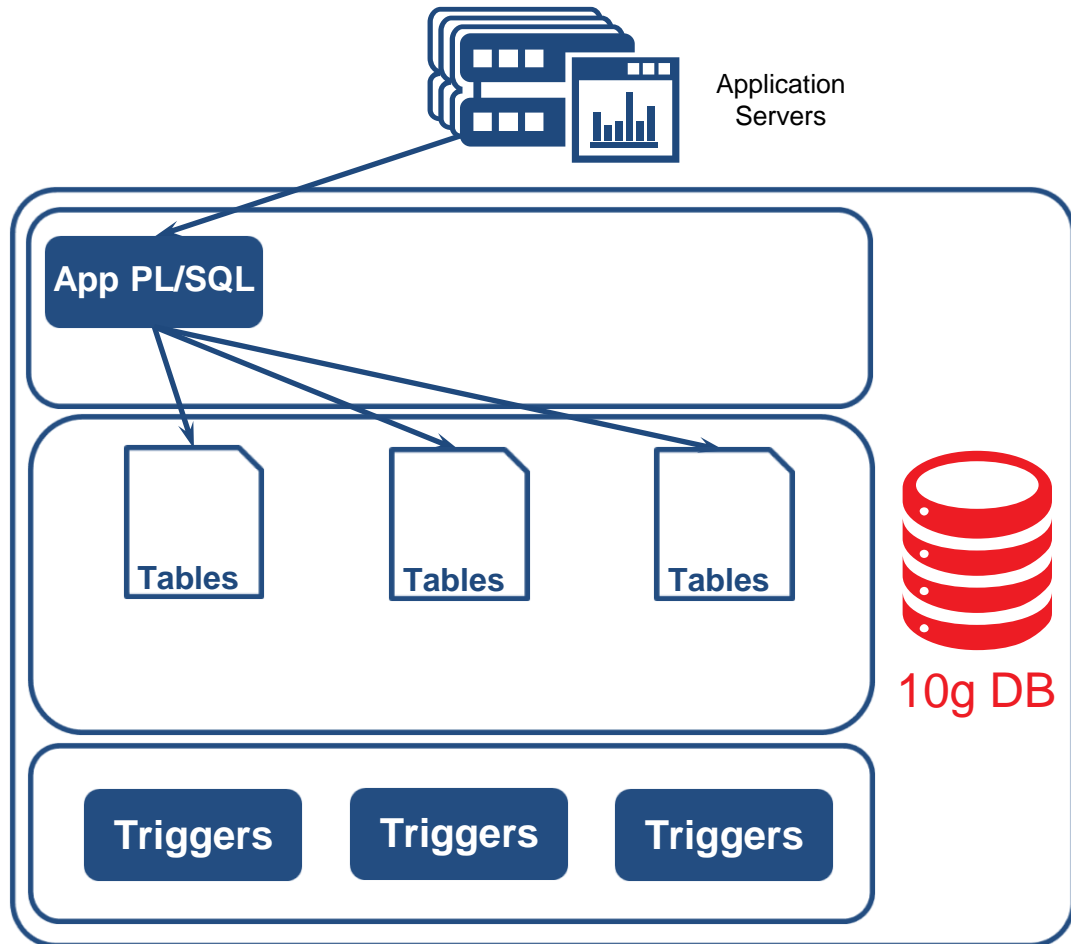 Application
Servers
App PL/SQL
Tables
Tables
Tables
10g DB
Triggers
Triggers
Triggers